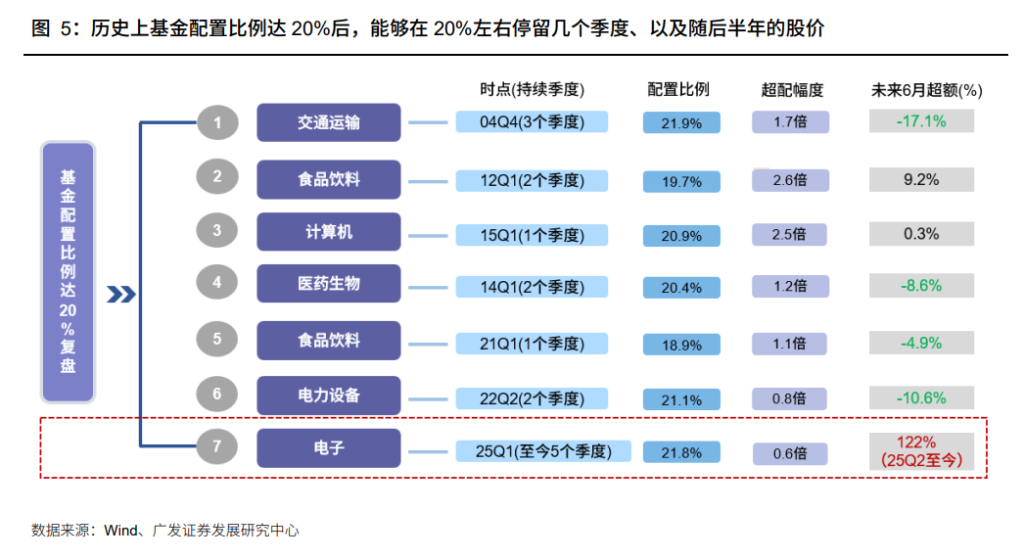 图 5：历史上基金配置比例达 20%后，能够在 20%左右停留几个季度、以及随后半年的股价
时点(持续季度) 配置比例 超配幅度 未来6月超额(%)
基金配置比例达20%复盘
1 交通运输 04Q4(3个季度) 21.9% 1.7倍 -17.1%
2 食品饮料 12Q1(2个季度) 19.7% 2.6倍 9.2%
3 计算机 15Q1(1个季度) 20.9% 2.5倍 0.3%
4 医药生物 14Q1(2个季度) 20.4% 1.2倍 -8.6%
5 食品饮料 21Q1(1个季度) 18.9% 1.1倍 -4.9%
6 电力设备 22Q2(2个季度) 21.1% 0.8倍 -10.6%
7 电子 25Q1(至今5个季度) 21.8% 0.6倍 122%
（25Q2至今）
数据来源：Wind、广发证券发展研究中心